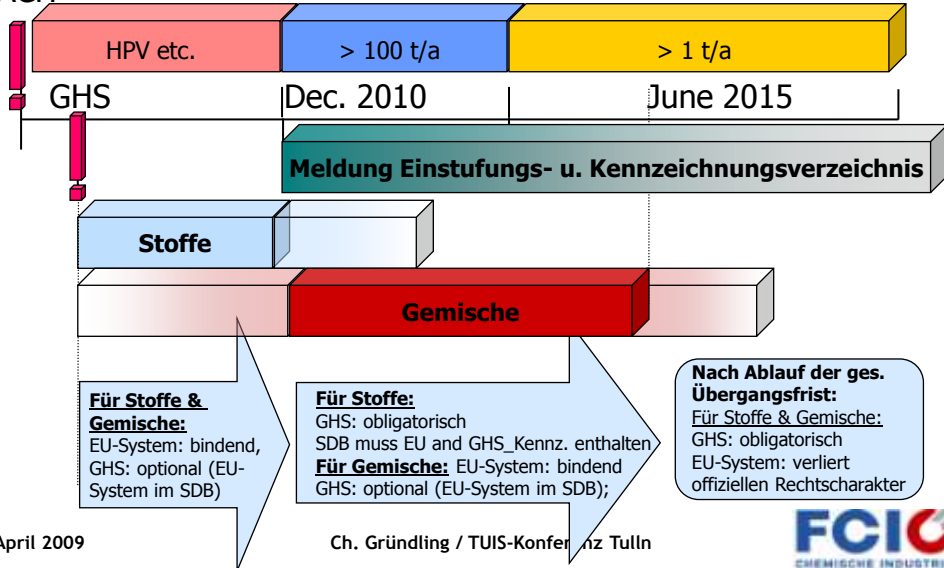 HPV etc.
> 100 t/a
> 1 t/a
GHS
Dec. 2010
June 2015
Meldung Einstufungs- u. Kennzeichnungsverzeichnis
Stoffe
Gemische
Für Stoffe &
Gemische:
EU-System: bindend,
GHS: optional (EU-
System im SDB)
Für Stoffe:
GHS: obligatorisch
SDB muss EU and GHS_Kennz. enthalten
Für Gemische: EU-System: bindend
GHS: optional (EU-System im SDB);
Nach Ablauf der ges.
Übergangsfrist:
Für Stoffe & Gemische:
GHS: obligatorisch
EU-System: verliert
offiziellen Rechtscharakter
April 2009
Ch. Gründling / TUIS-Konferenz Tulln
FCIO
CHEMISCHE INDUSTRIE